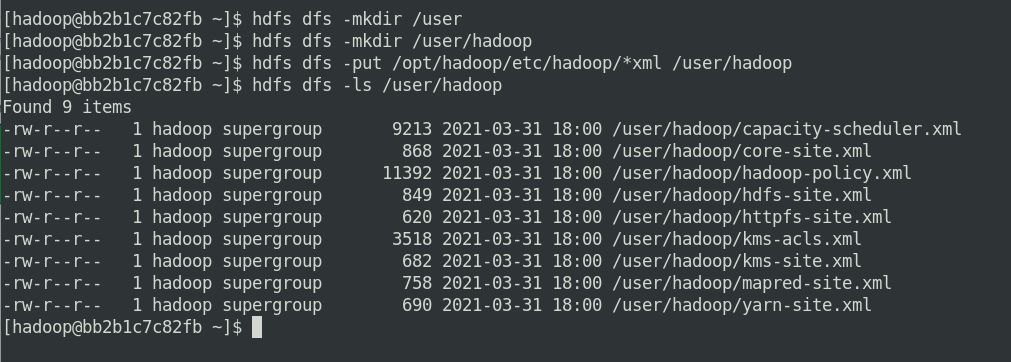 [hadoop@bb2b1c7c82fb ~]$ hdfs dfs -mkdir /user
[hadoop@bb2b1c7c82fb ~]$ hdfs dfs -mkdir /user/hadoop
[hadoop@bb2b1c7c82fb ~]$ hdfs dfs -put /opt/hadoop/etc/hadoop/*xml /user/hadoop
[hadoop@bb2b1c7c82fb ~]$ hdfs dfs -ls /user/hadoop
Found 9 items
-rw-r--r--   1 hadoop supergroup       9213 2021-03-31 18:00 /user/hadoop/capacity-scheduler.xml
-rw-r--r--   1 hadoop supergroup        868 2021-03-31 18:00 /user/hadoop/core-site.xml
-rw-r--r--   1 hadoop supergroup      11392 2021-03-31 18:00 /user/hadoop/hadoop-policy.xml
-rw-r--r--   1 hadoop supergroup        849 2021-03-31 18:00 /user/hadoop/hdfs-site.xml
-rw-r--r--   1 hadoop supergroup        620 2021-03-31 18:00 /user/hadoop/httpfs-site.xml
-rw-r--r--   1 hadoop supergroup       3518 2021-03-31 18:00 /user/hadoop/kms-acls.xml
-rw-r--r--   1 hadoop supergroup        682 2021-03-31 18:00 /user/hadoop/kms-site.xml
-rw-r--r--   1 hadoop supergroup        758 2021-03-31 18:00 /user/hadoop/mapred-site.xml
-rw-r--r--   1 hadoop supergroup        690 2021-03-31 18:00 /user/hadoop/yarn-site.xml
[hadoop@bb2b1c7c82fb ~]$